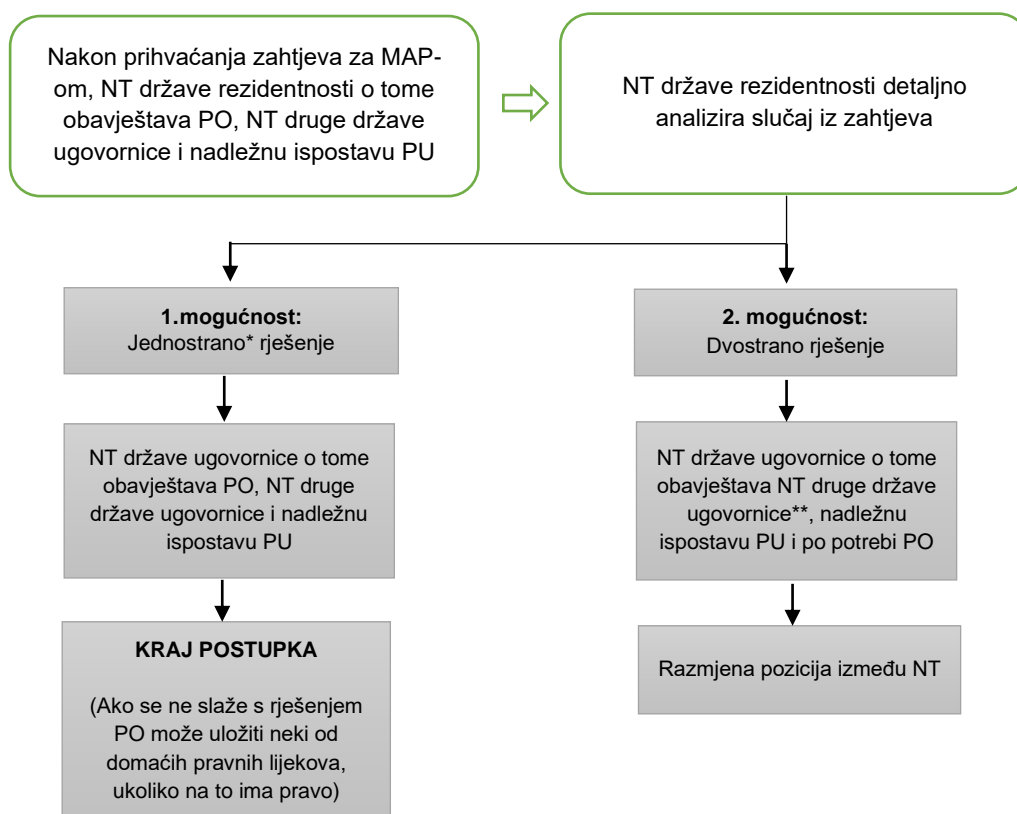 Nakon prihvaćanja zahtjeva za MAP-
om, NT države rezidentnosti o tome
obavještava PO, NT druge države
ugovornice i nadležnu ispostavu PU
NT države rezidentnosti detaljno
analizira slučaj iz zahtjeva
1.mogućnost:
Jednostrano* rješenje
2. mogućnost:
Dvostrano rješenje
NT države ugovornice o tome
obavještava PO, NT druge
države ugovornice i nadležnu
ispostavu PU
NT države ugovornice o tome
obavještava NT druge države
ugovornice**, nadležnu
ispostavu PU i po potrebi PO
KRAJ POSTUPKA
(Ako se ne slaže s rješenjem
PO može uložiti neki od
domaćih pravnih lijekova,
ukoliko na to ima pravo)
Razmjena pozicija između NT